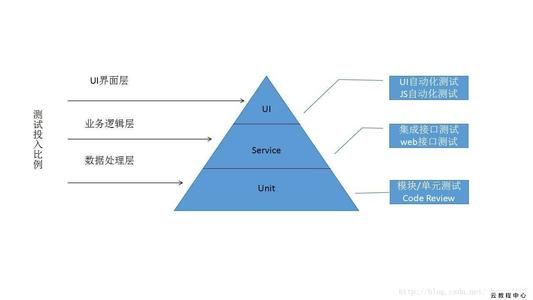 UI界面层
业务逻辑层
数据处理层
测试投入比例
UI
Service
Unit
UI自动化测试
JS自动化测试
集成接口测试
web接口测试
模块/单元测试
Code Review
云教程中心